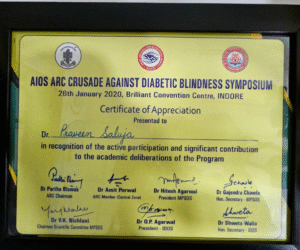 AIOS ARC CRUSADE AGAINST DIABETIC BLINDNESS SYMPOSIUM
26th January 2020, Brilliant Convention Centre, INDORE
Certificate of Appreciation
Presented to
Dr. Praveen Saluja
in recognition of the active participation and significant contribution
to the academic deliberations of the Program
Dr Partha Biswas Dr Amit Porwal Dr Hitesh Agarwal Dr Gajendra Chawla
ARC Chairman ARC Member Central Zone President MPSOS Hon. Secretary - MPSOS
Dr V.K. Nichlani Dr O.P. Agarwal Dr Shweta Walia
Chairman Scientific Committee MPSOS President - IDOS Hon. Secretary - IDOS